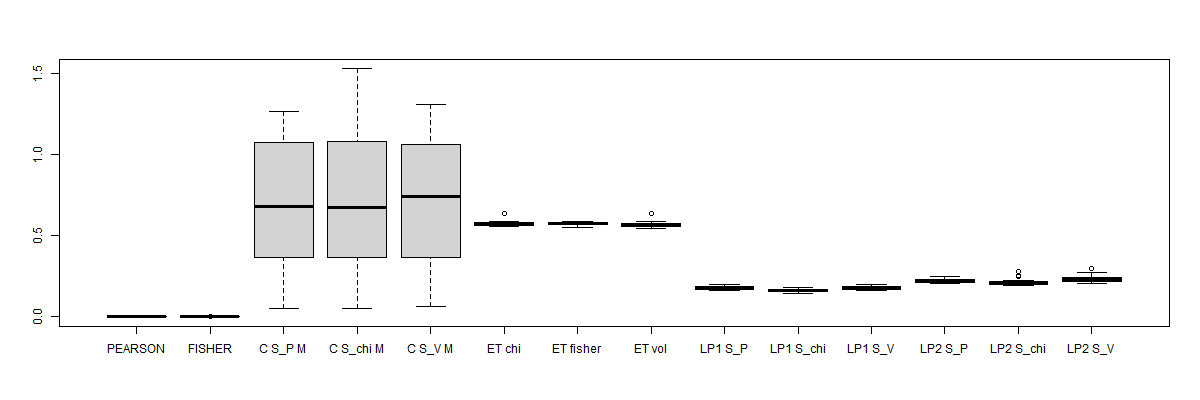 1.5
1.0
0.5
0.0
PEARSON FISHER C S_P M C S_chi M C S_V M ET chi ET fisher ET vol LP1 S_P LP1 S_chi LP1 S_V LP2 S_P LP2 S_chi LP2 S_V